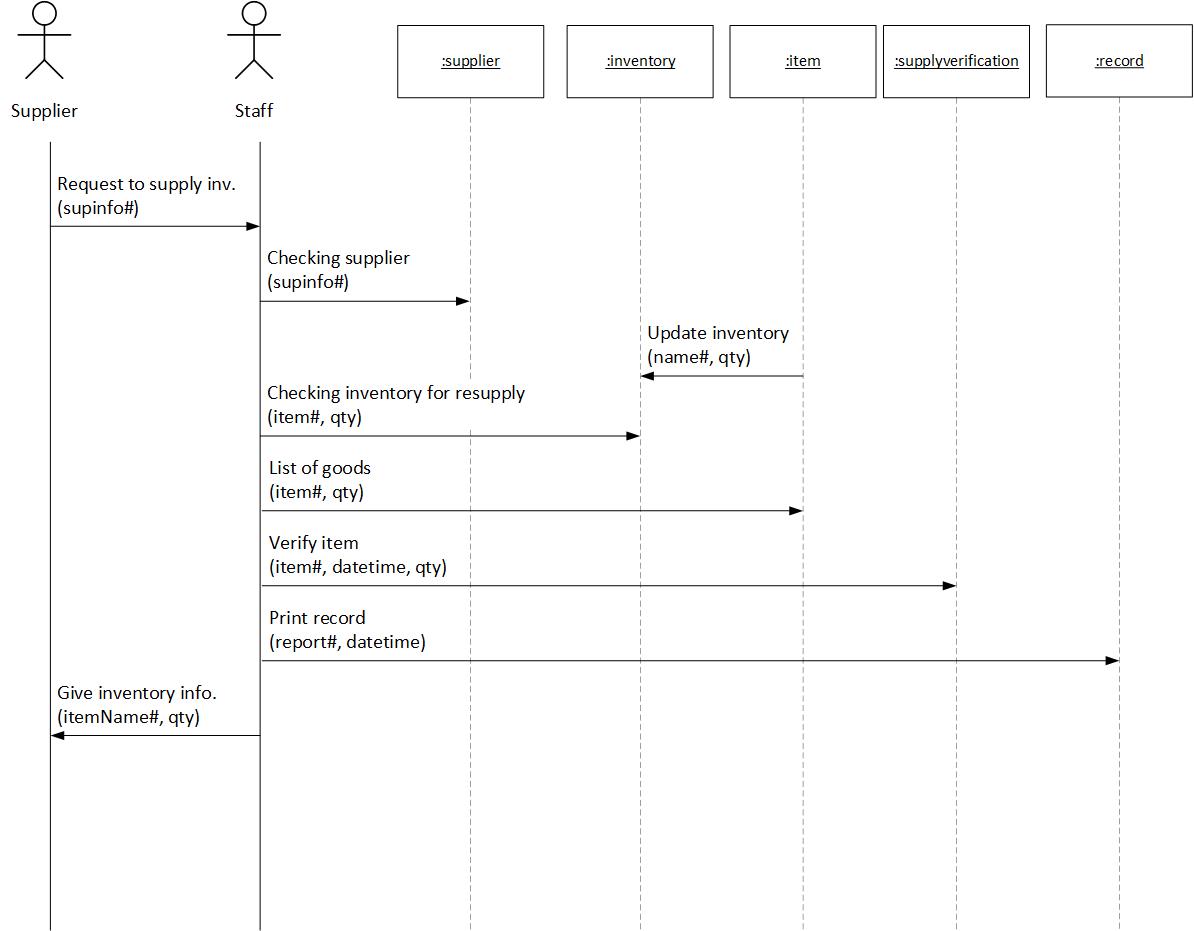 :supplier
:inventory
:item
:supplyverification
:record
Supplier
Staff
Request to supply inv.
(supinfo#)
Checking supplier
(supinfo#)
Update inventory
(name#, qty)
Checking inventory for resupply
(item#, qty)
List of goods
(item#, qty)
Verify item
(item#, datetime, qty)
Print record
(report#, datetime)
Give inventory info.
(itemName#, qty)